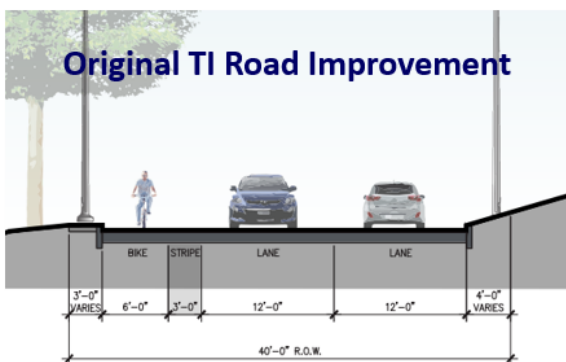 Original TI Road Improvement
BIKE STRIPE LANE LANE
3'-0" VARIES 6'-0" 3'-0" 12'-0" 12'-0" 4'-0" VARIES
40'-0" R.O.W.